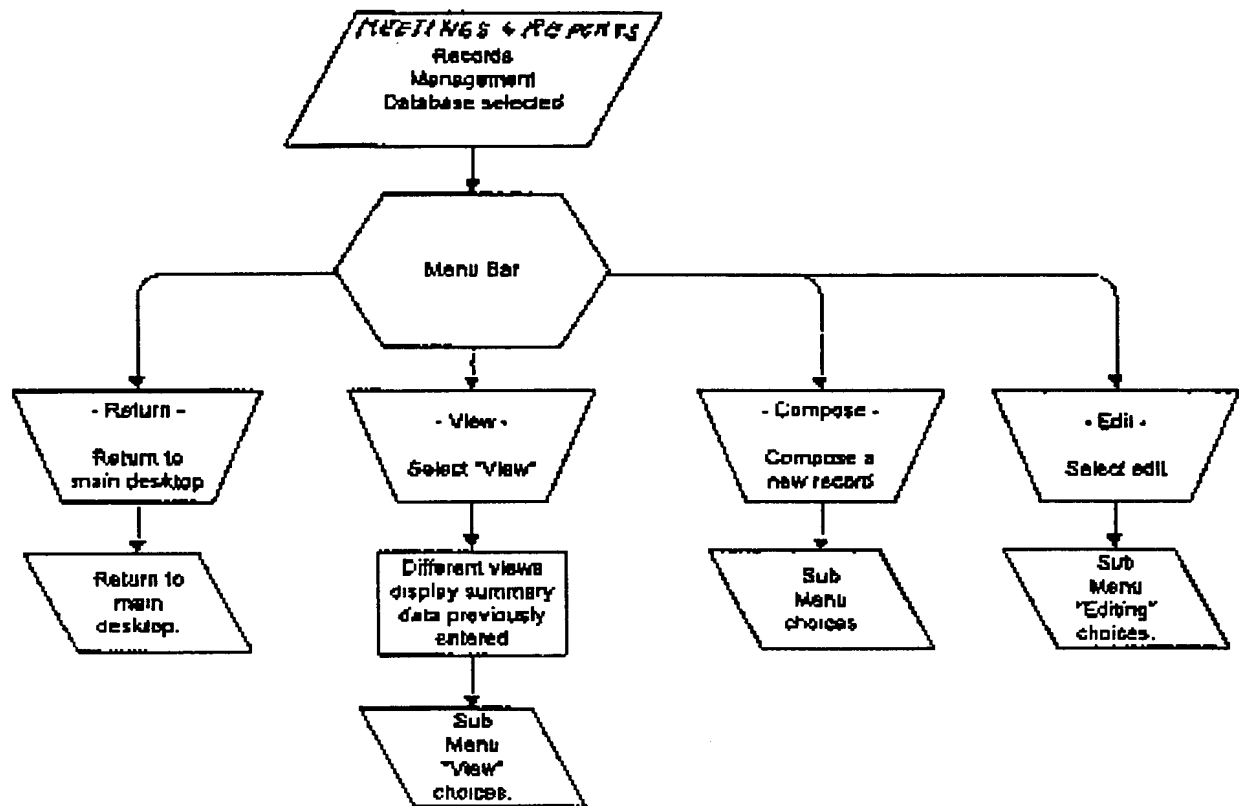 MEETINGS & REPORTS
Records
Management
Database selected
Menu Bar
- Return -
Return to
main desktop
- View -
Select "View"
- Compose -
Compose a
new record
- Edit -
Select edit
Return to
main
desktop.
Different views
display summary
data previously
entered
Sub
Menu
choices
Sub
Menu
"Editing"
choices.
Sub
Menu
"View"
choices.